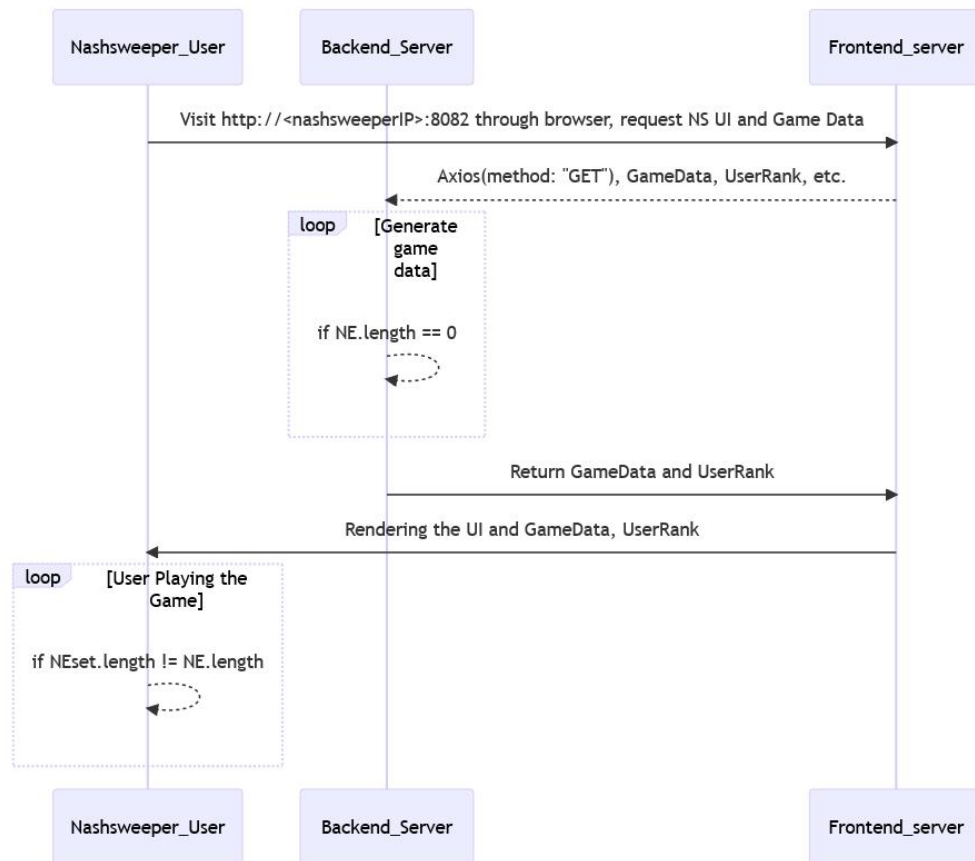 Nashsweeper_User
Backend_Server
Frontend_server
Visit http://<nashsweeperIP>:8082 through browser, request NS UI and Game Data
Axios(method: "GET"), GameData, UserRank, etc.
loop
[Generate
game
data]
if NE.length == 0
Return GameData and UserRank
Rendering the UI and GameData, UserRank
loop
[User Playing the
Game]
if NEset.length != NE.length
Nashsweeper_User
Backend_Server
Frontend_server